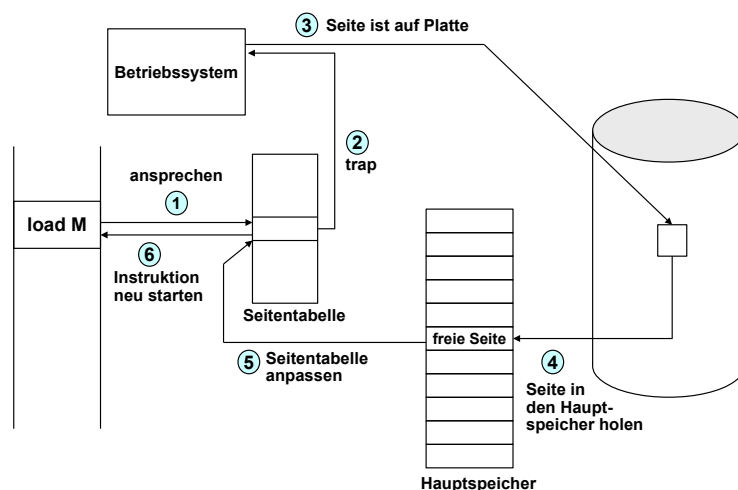 3 Seite ist auf Platte
Betriebssystem
2
trap
ansprechen
1
load M
6
Instruktion
neu starten
Seitentabelle
freie Seite
5 Seitentabelle
anpassen
4
Seite in
den Haupt-
speicher holen
Hauptspeicher